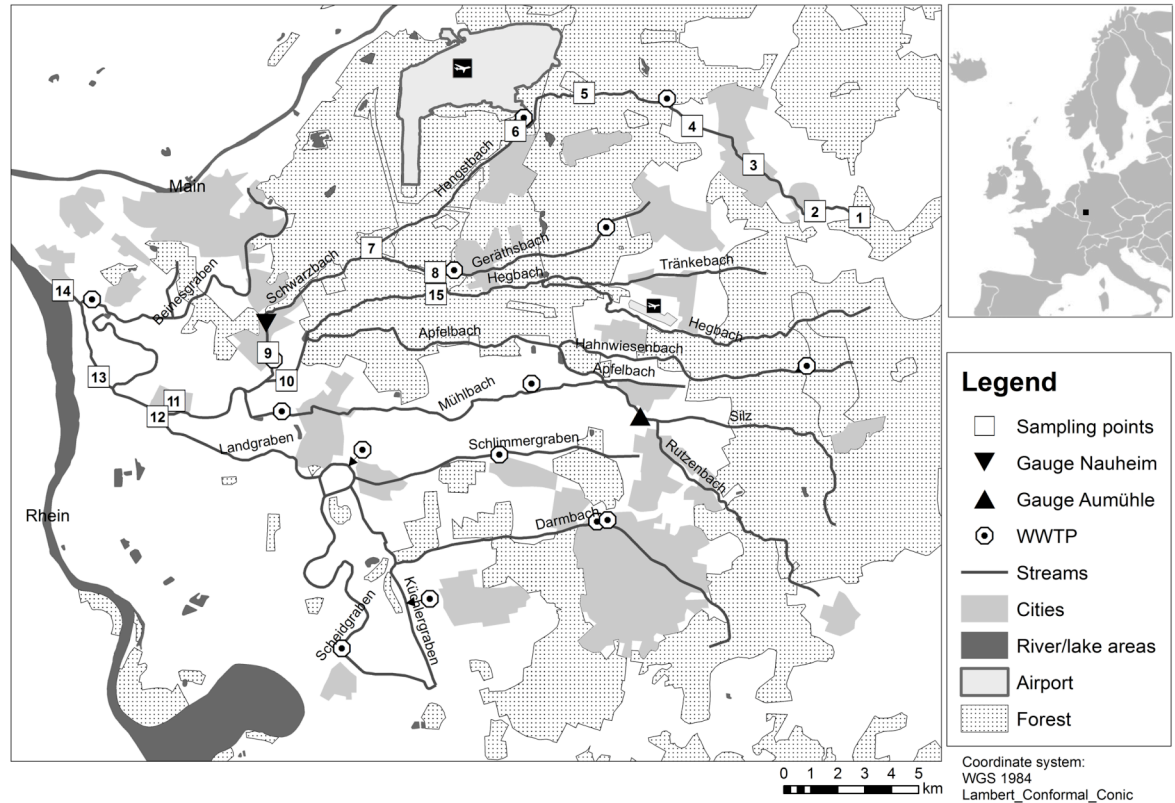 5
4
6
3
2
1
Hengstbach
Main
7
Geräthsbach
8
Hegbach
Tränkebach
Schwarzbach
Beinesgraben
14
15
Hegbach
Apfelbach
Hahnwiesenbach
9
Apfelbach
13
10
Mühlbach
11
12
Silz
Landgraben
Schlimmergraben
Rutzenbach
Rhein
Darmbach
Küchlergraben
Scheidgraben
Legend
Sampling points
Gauge Nauheim
Gauge Aumühle
WWTP
Streams
Cities
River/lake areas
Airport
Forest
Coordinate system:
WGS 1984
Lambert_Conformal_Conic
0 1 2 3 4 5
km